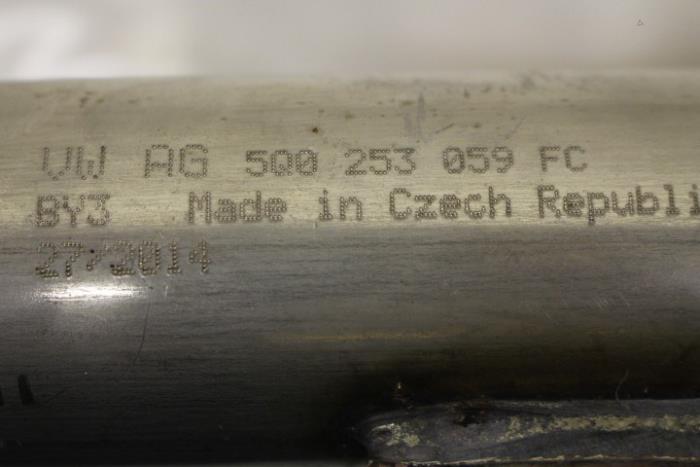 VW AG 5Q0 253 059 FC
BY3 Made in Czech Republi
27/2014